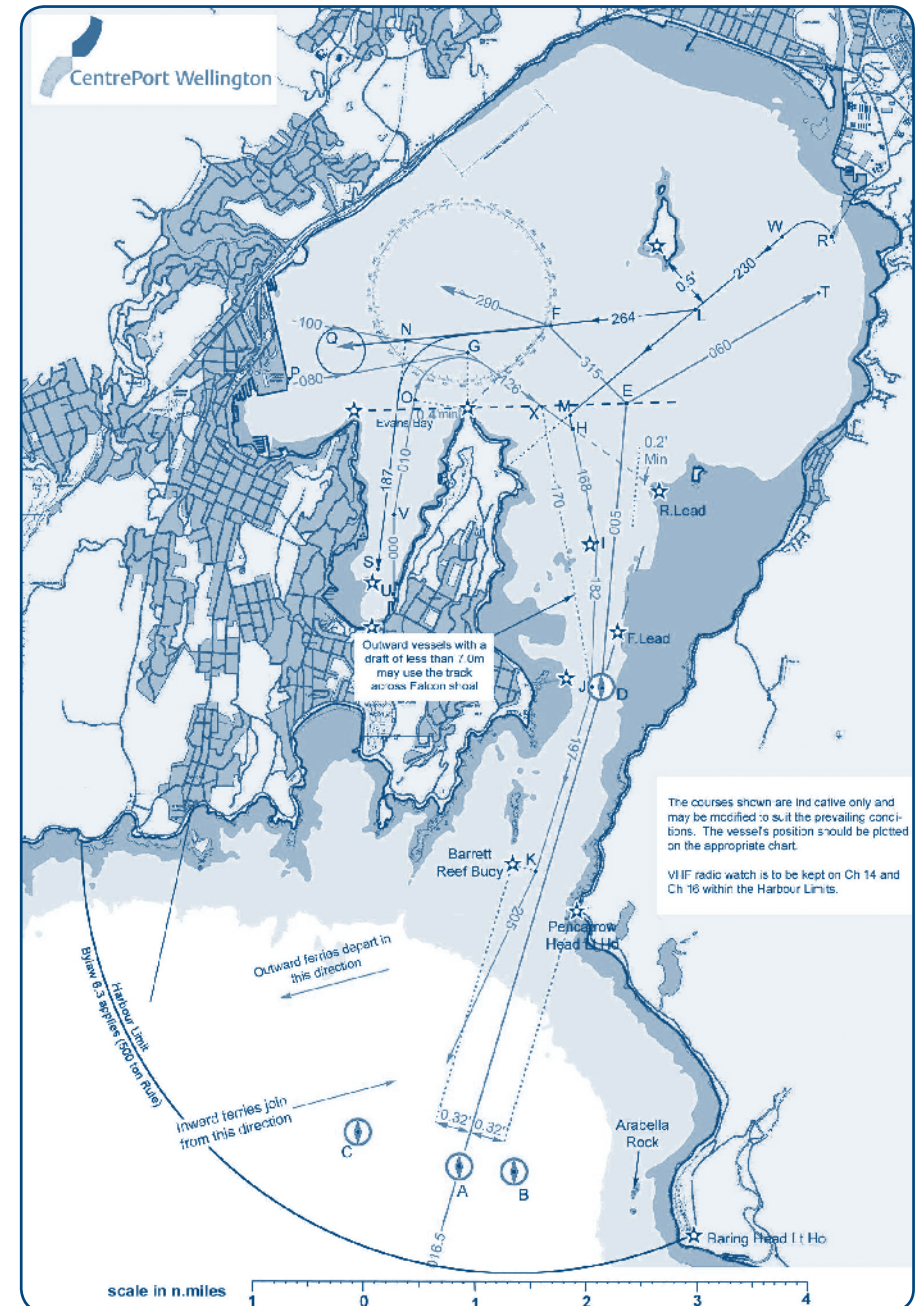 CentrePort Wellington
W
R
230
0.5'
T
290
F
264
L
100
N
Q
G
315
060
P
080
126
E
O
0.4 min
X
M
Evans Bay
H
0.2'
Min
010
187
168
170
005
R.Lead
V
000
S
I
U
182
F.Lead
Outward vessels with a
draft of less than 7.0m
may use the track
across Falcon shoal
J
D
197
The courses shown are indicative only and
may be modified to suit the prevailing condi-
tions. The vessel's position should be plotted
on the appropriate chart.
VHF radio watch is to be kept on Ch 14 and
Ch 16 within the Harbour Limits.
Barrett
Reef Buoy
K
205
Pencarrow
Head Lt Ho
Outward ferries depart in
this direction
Harbour Limit
Bylaw 6.3 applies (500 ton Rule)
Inward ferries join
from this direction
0.32'
0.32'
Arabella
Rock
C
A
B
016.5
Baring Head Lt Ho
scale in n.miles
1
0
1
2
3
4